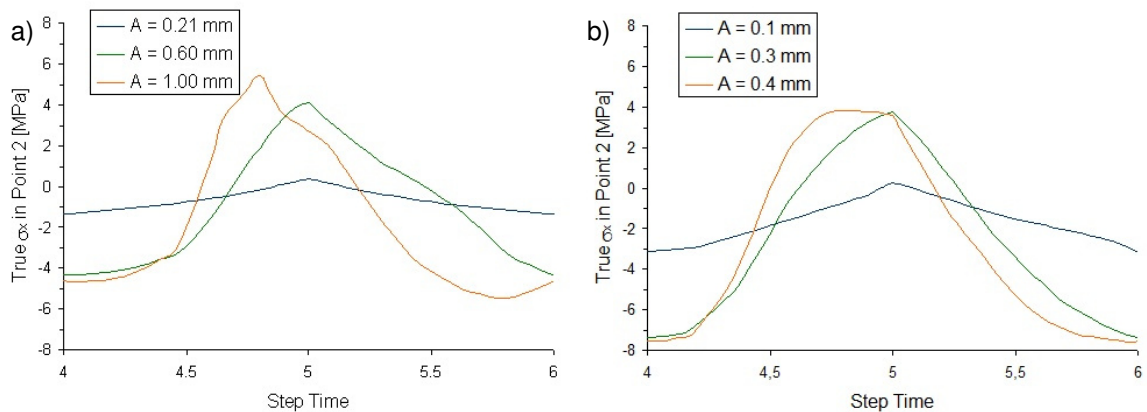 a)
A = 0.21 mm
A = 0.60 mm
A = 1.00 mm
True σx in Point 2 [MPa]
8
6
4
2
0
-2
-4
-6
-8
4
4.5
5
5.5
6
Step Time
b)
A = 0.1 mm
A = 0.3 mm
A = 0.4 mm
True σx in Point 2 [MPa]
8
6
4
2
0
-2
-4
-6
-8
4
4,5
5
5,5
6
Step Time